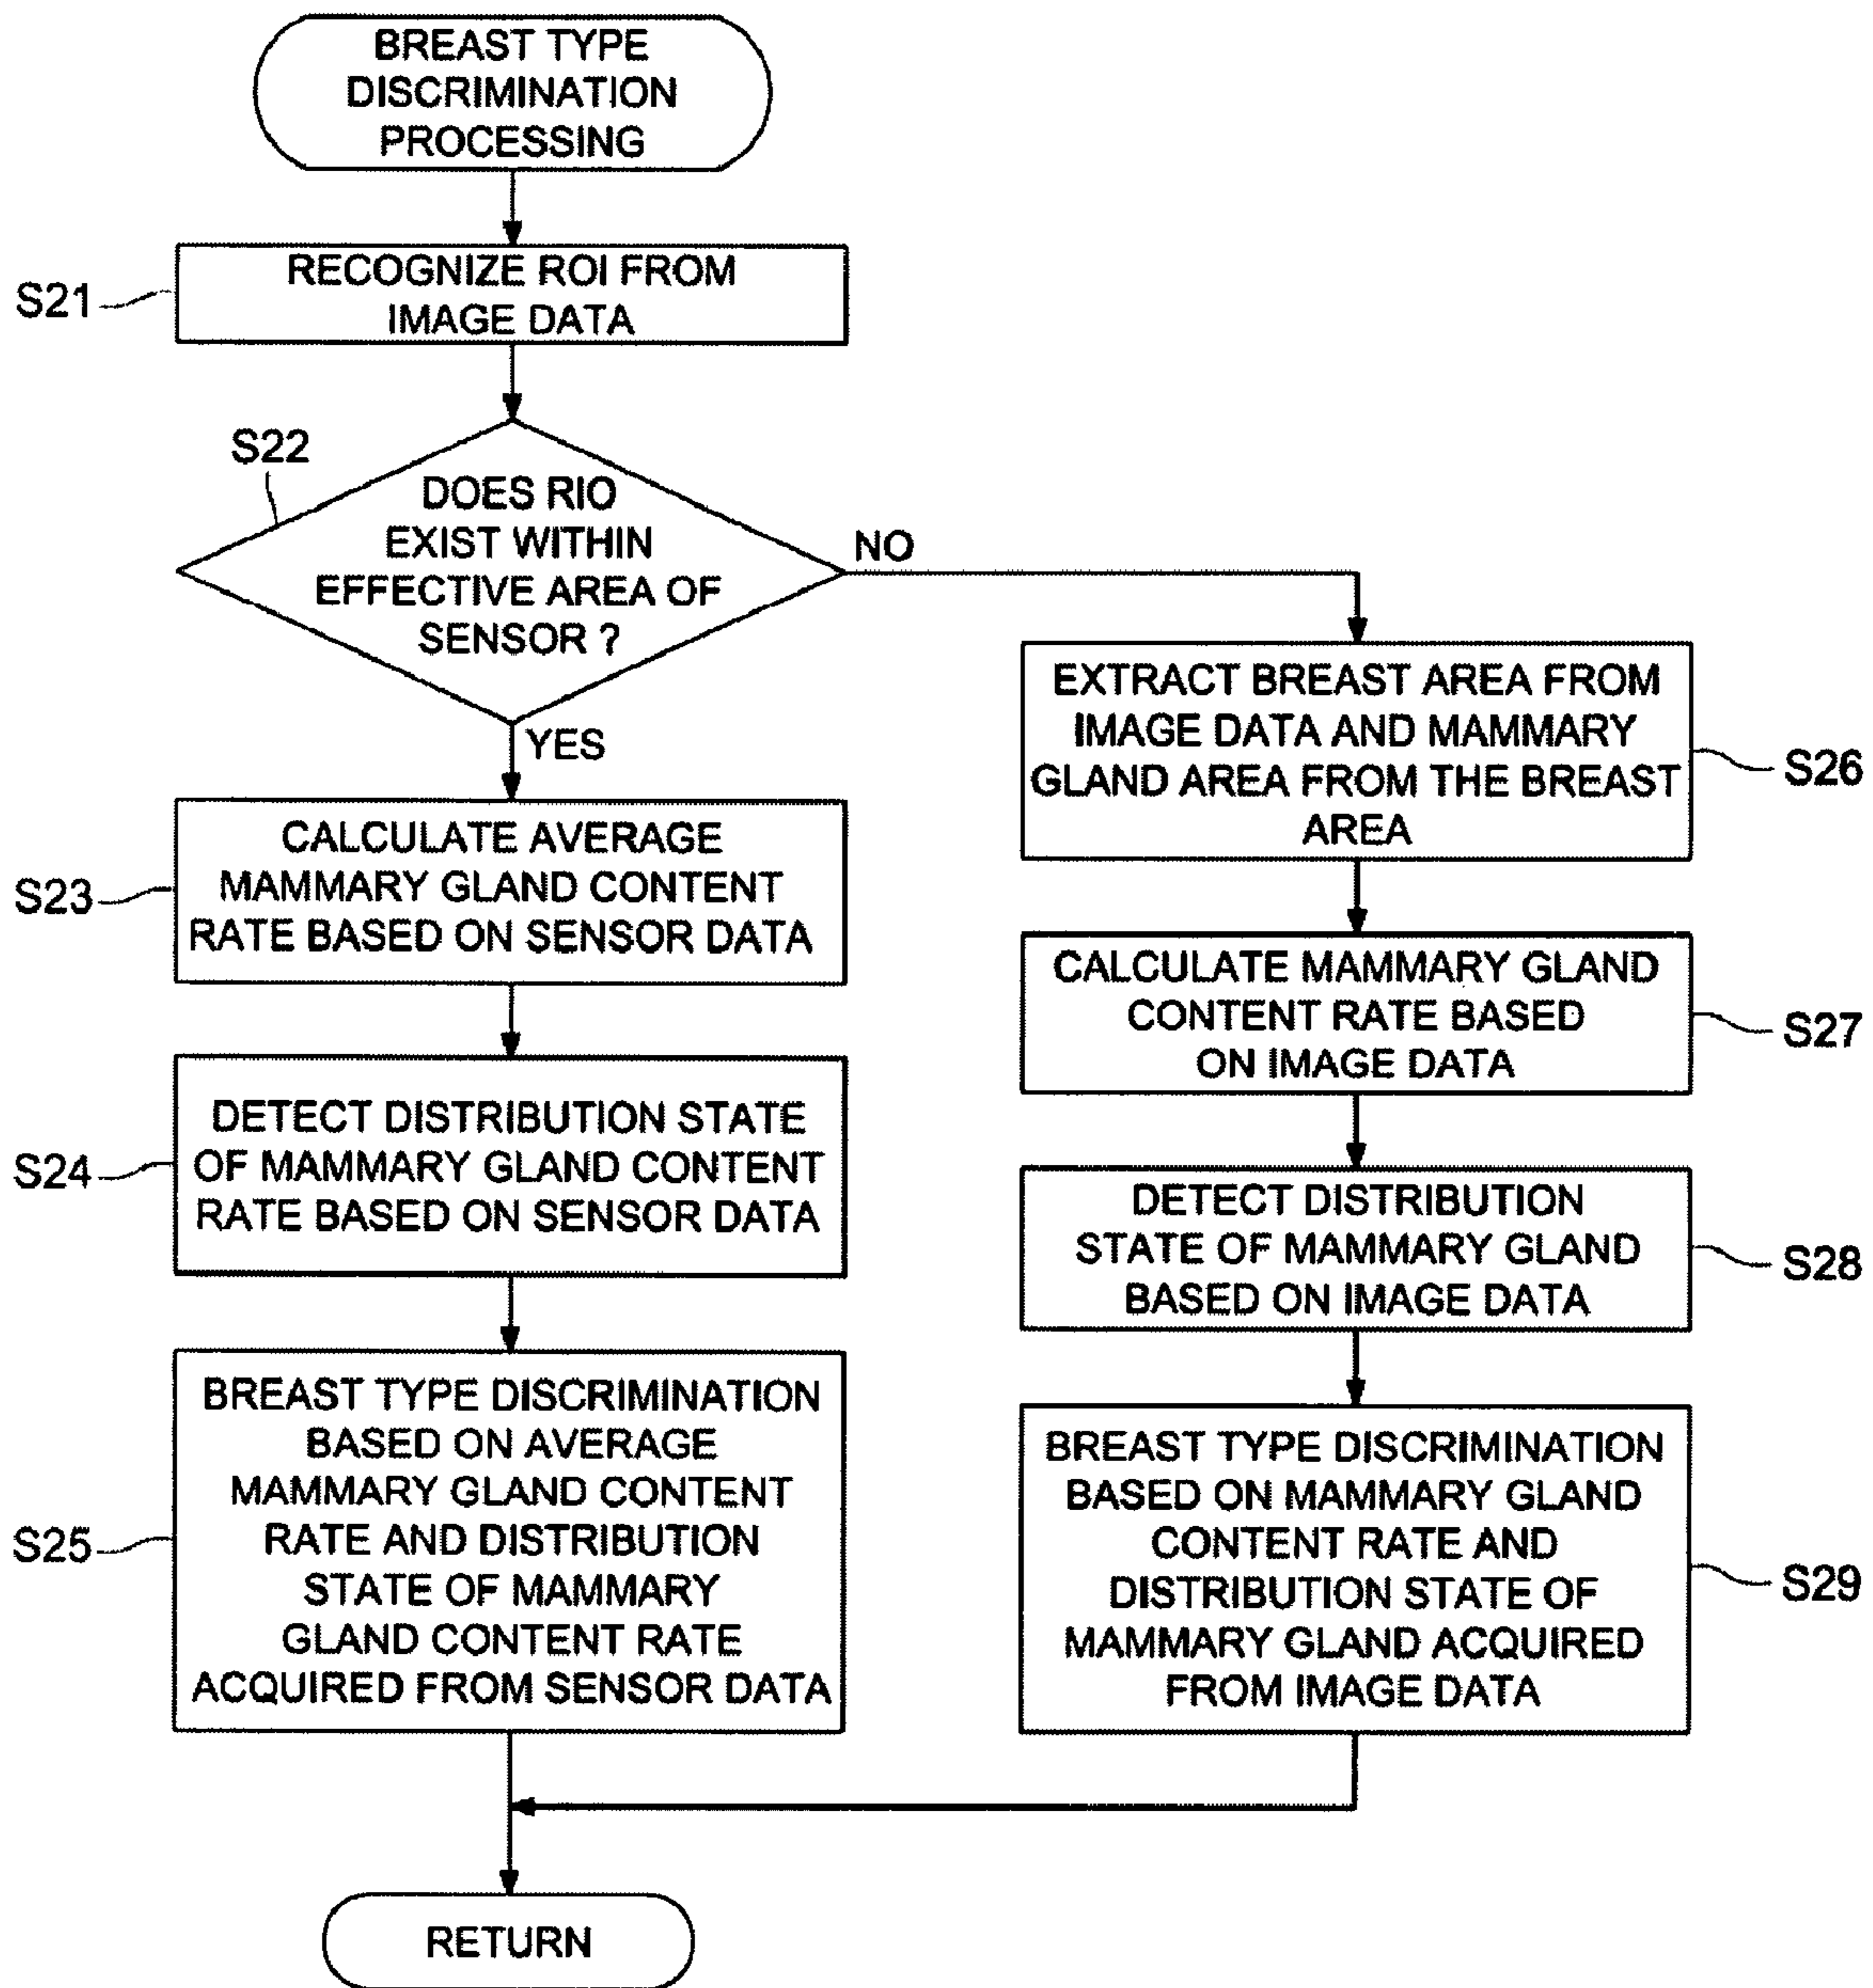 BREAST TYPE
DISCRIMINATION
PROCESSING
S21
RECOGNIZE ROI FROM
IMAGE DATA
S22
DOES RIO
EXIST WITHIN
EFFECTIVE AREA OF
SENSOR ?
NO
YES
S23
CALCULATE AVERAGE
MAMMARY GLAND CONTENT
RATE BASED ON SENSOR DATA
S24
DETECT DISTRIBUTION STATE
OF MAMMARY GLAND CONTENT
RATE BASED ON SENSOR DATA
S25
BREAST TYPE DISCRIMINATION
BASED ON AVERAGE
MAMMARY GLAND CONTENT
RATE AND DISTRIBUTION
STATE OF MAMMARY
GLAND CONTENT RATE
ACQUIRED FROM SENSOR DATA
EXTRACT BREAST AREA FROM
IMAGE DATA AND MAMMARY
GLAND AREA FROM THE BREAST
AREA
S26
CALCULATE MAMMARY GLAND
CONTENT RATE BASED
ON IMAGE DATA
S27
DETECT DISTRIBUTION
STATE OF MAMMARY GLAND
BASED ON IMAGE DATA
S28
BREAST TYPE DISCRIMINATION
BASED ON MAMMARY GLAND
CONTENT RATE AND
DISTRIBUTION STATE OF
MAMMARY GLAND ACQUIRED
FROM IMAGE DATA
S29
RETURN